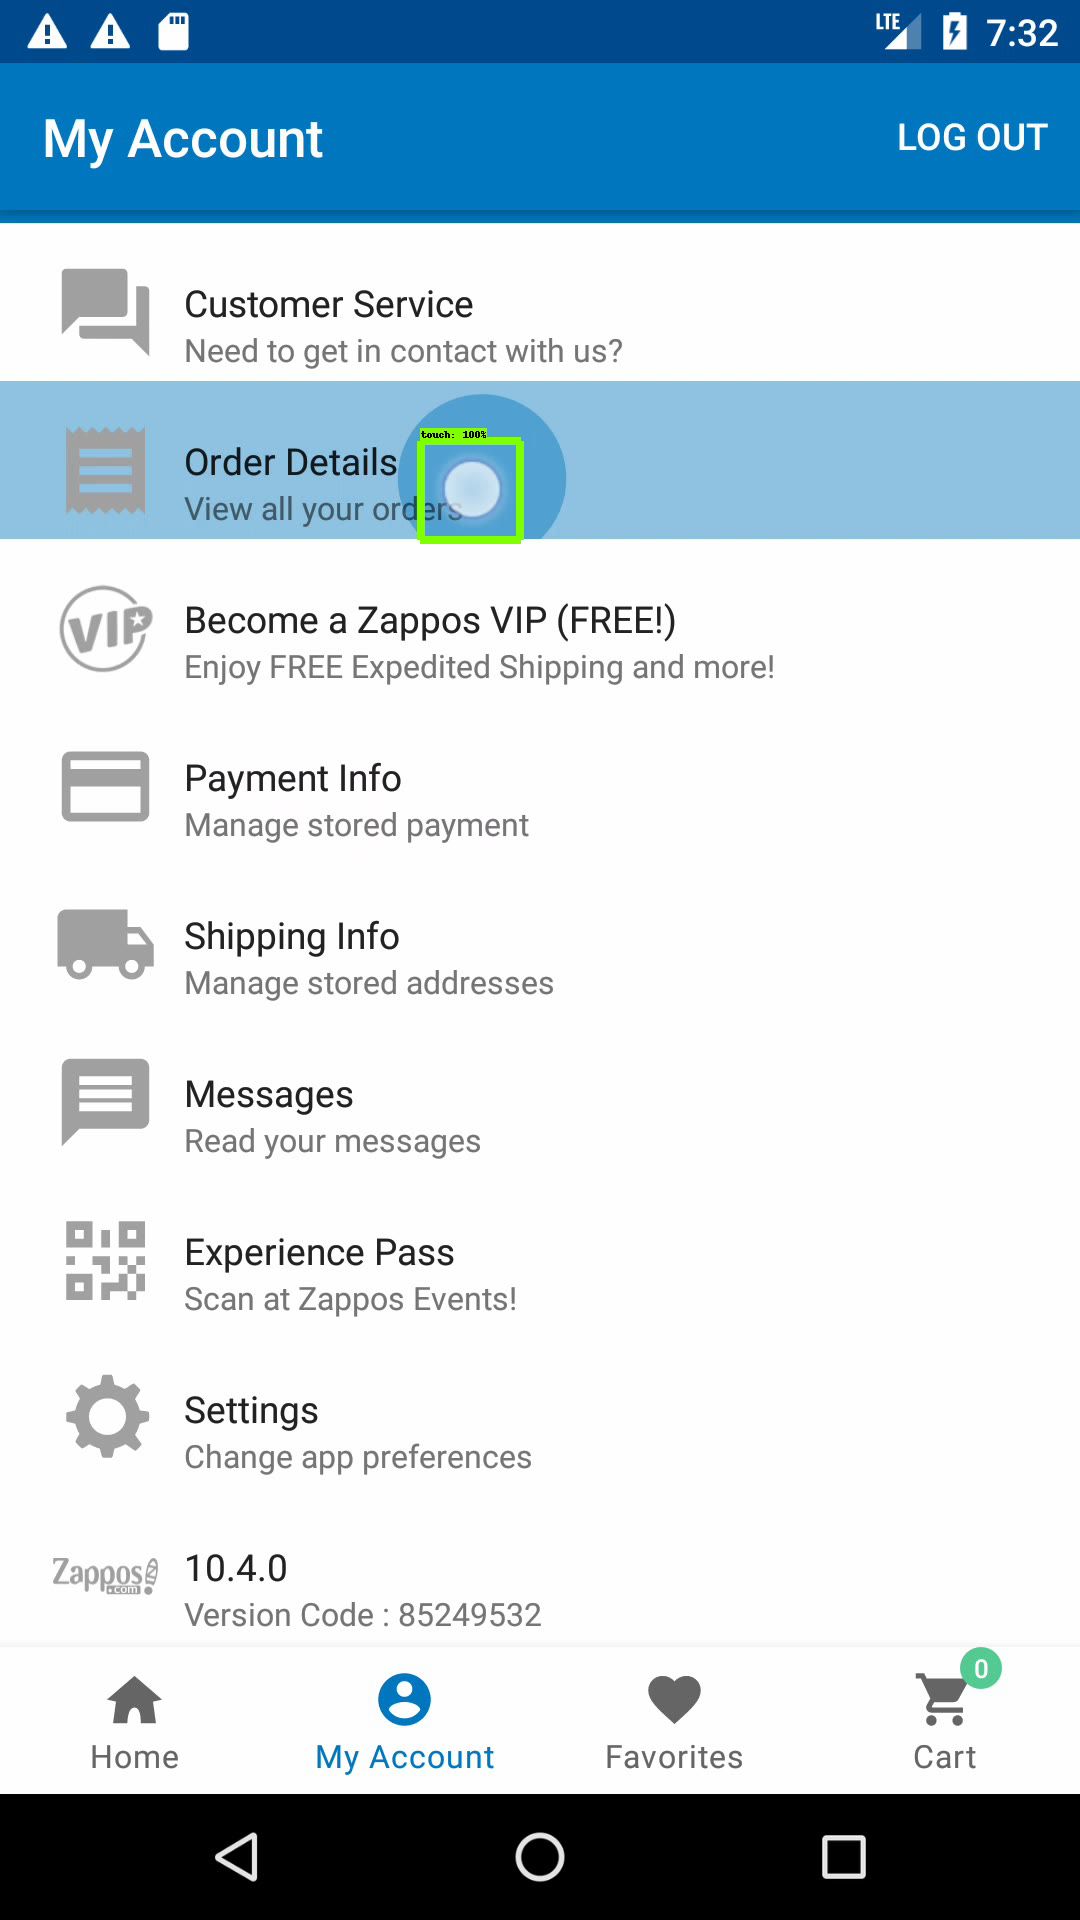 LTE 7:32
My Account LOG OUT
Customer Service
Need to get in contact with us?
touch: 100%
Order Details
View all your orders
VIP
Become a Zappos VIP (FREE!)
Enjoy FREE Expedited Shipping and more!
Payment Info
Manage stored payment
Shipping Info
Manage stored addresses
Messages
Read your messages
Experience Pass
Scan at Zappos Events!
Settings
Change app preferences
Zappos
.com
10.4.0
Version Code : 85249532
0
Home My Account Favorites Cart